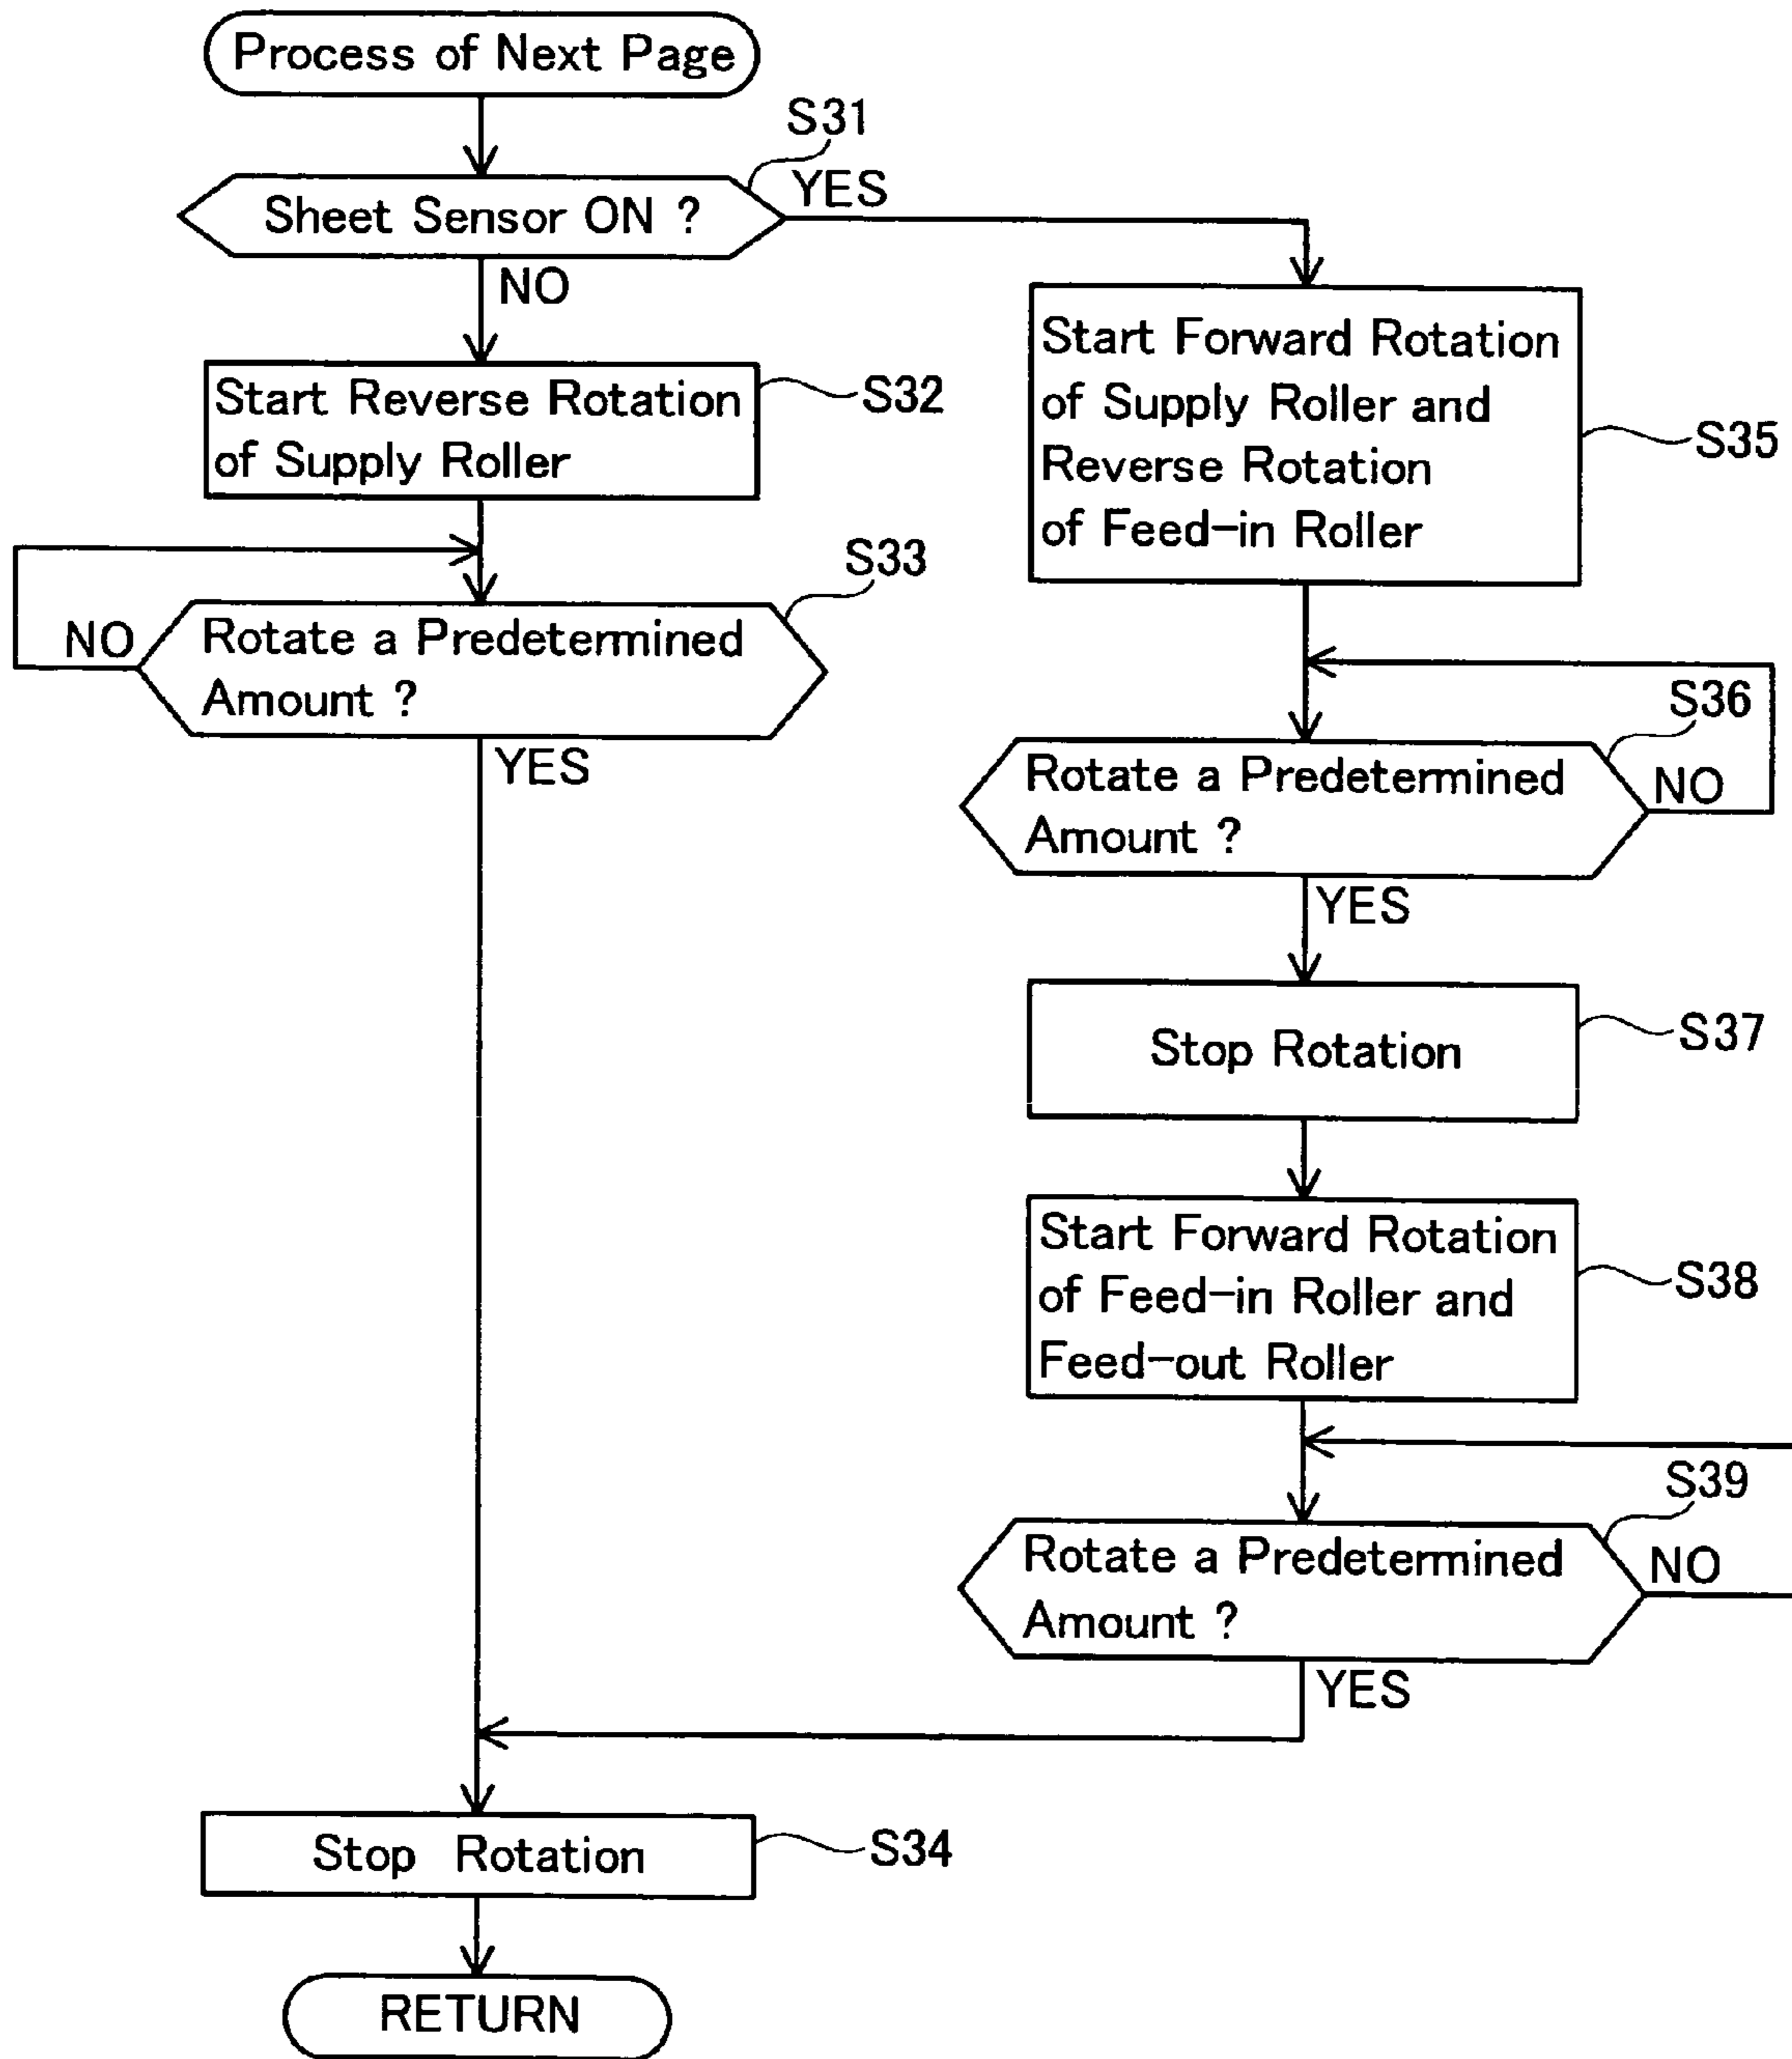 Process of Next Page
S31
Sheet Sensor ON ?
YES
NO
Start Reverse Rotation
of Supply Roller
S32
S33
NO
Rotate a Predetermined
Amount ?
YES
Start Forward Rotation
of Supply Roller and
Reverse Rotation
of Feed-in Roller
S35
S36
Rotate a Predetermined
Amount ?
NO
YES
Stop Rotation
S37
Start Forward Rotation
of Feed-in Roller and
Feed-out Roller
S38
S39
Rotate a Predetermined
Amount ?
NO
YES
Stop Rotation
S34
RETURN